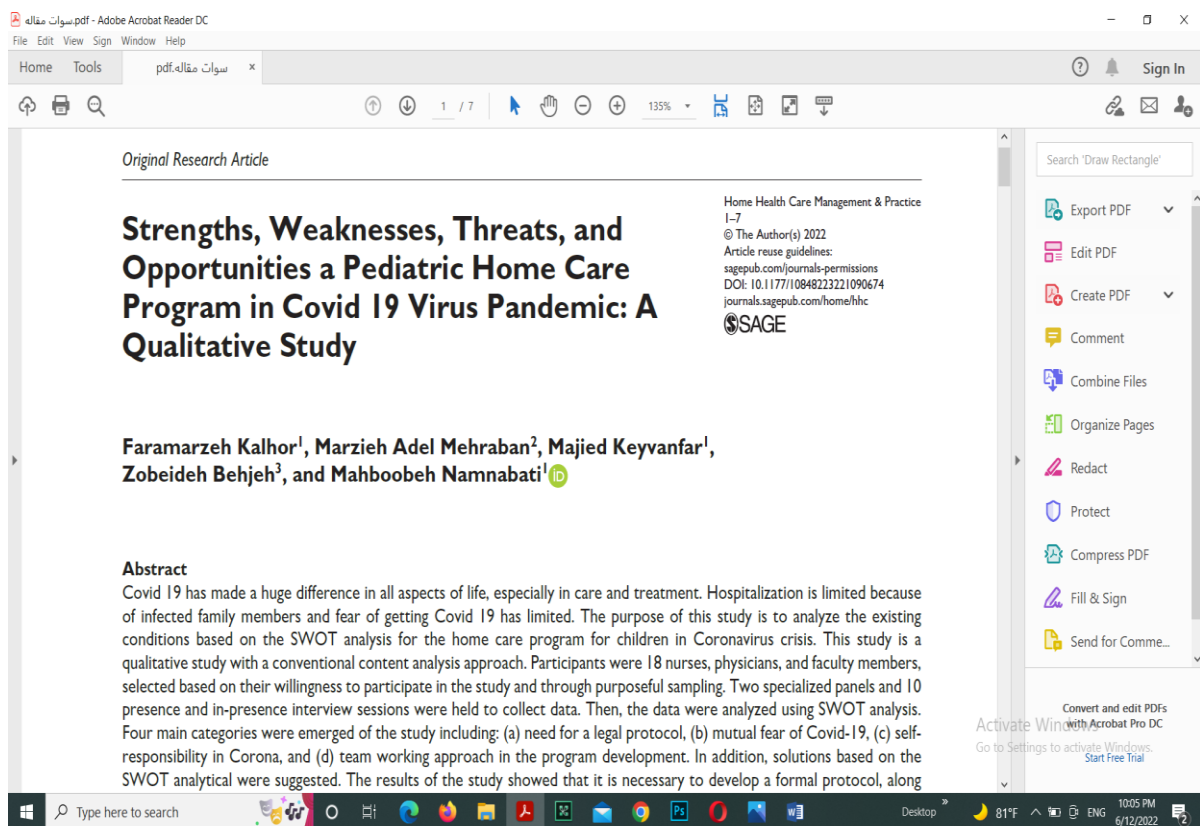 سوات مقاله.pdf - Adobe Acrobat Reader DC
File Edit View Sign Window Help
Home Tools سوات مقاله.pdf × Sign In
1 / 7 135%
Original Research Article
Strengths, Weaknesses, Threats, and
Opportunities a Pediatric Home Care
Program in Covid 19 Virus Pandemic: A
Qualitative Study
Home Health Care Management & Practice
1–7
© The Author(s) 2022
Article reuse guidelines:
sagepub.com/journals-permissions
DOI: 10.1177/10848223221090674
journals.sagepub.com/home/hhc
SAGE
Faramarzeh Kalhor1, Marzieh Adel Mehraban2, Majied Keyvanfar1,
Zobeideh Behjeh3, and Mahboobeh Namnabati1 iD
Abstract
Covid 19 has made a huge difference in all aspects of life, especially in care and treatment. Hospitalization is limited because
of infected family members and fear of getting Covid 19 has limited. The purpose of this study is to analyze the existing
conditions based on the SWOT analysis for the home care program for children in Coronavirus crisis. This study is a
qualitative study with a conventional content analysis approach. Participants were 18 nurses, physicians, and faculty members,
selected based on their willingness to participate in the study and through purposeful sampling. Two specialized panels and 10
presence and in-presence interview sessions were held to collect data. Then, the data were analyzed using SWOT analysis.
Four main categories were emerged of the study including: (a) need for a legal protocol, (b) mutual fear of Covid-19, (c) self-
responsibility in Corona, and (d) team working approach in the program development. In addition, solutions based on the
SWOT analytical were suggested. The results of the study showed that it is necessary to develop a formal protocol, along
Search 'Draw Rectangle'
Export PDF
Edit PDF
Create PDF
Comment
Combine Files
Organize Pages
Redact
Protect
Compress PDF
Fill & Sign
Send for Comme...
Convert and edit PDFs
with Acrobat Pro DC
Start Free Trial
Activate Windows
Go to Settings to activate Windows.
Type here to search
Desktop » 81°F ENG 10:05 PM
6/12/2022
2